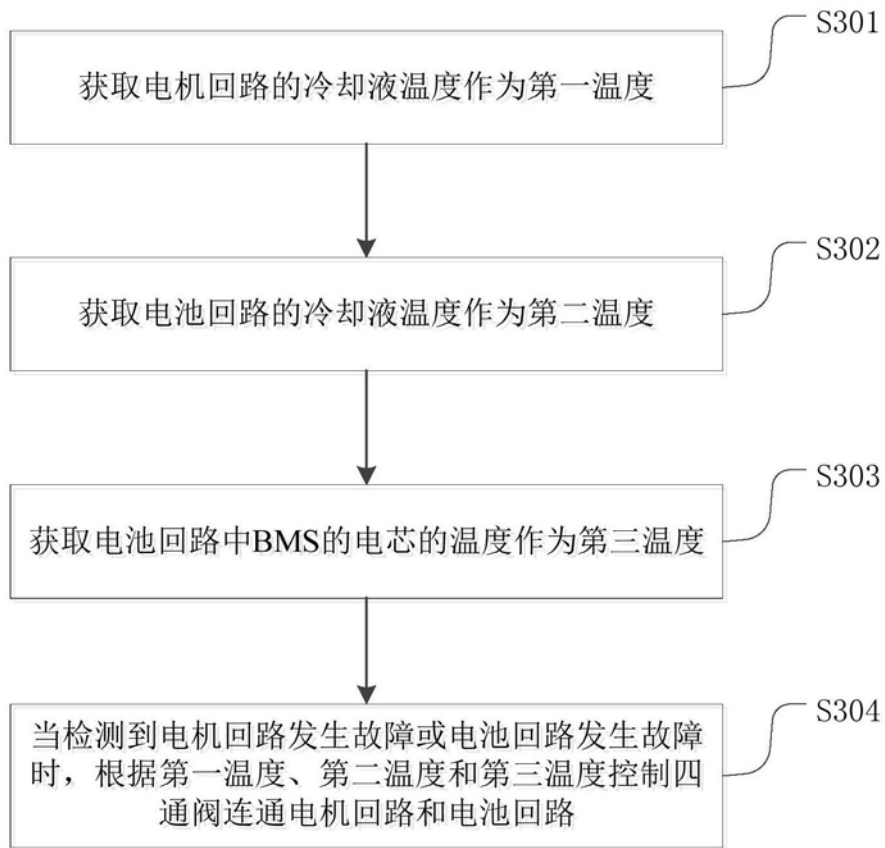 S301
获取电机回路的冷却液温度作为第一温度
S302
获取电池回路的冷却液温度作为第二温度
S303
获取电池回路中BMS的电芯的温度作为第三温度
S304
当检测到电机回路发生故障或电池回路发生故障
时，根据第一温度、第二温度和第三温度控制四
通阀连通电机回路和电池回路